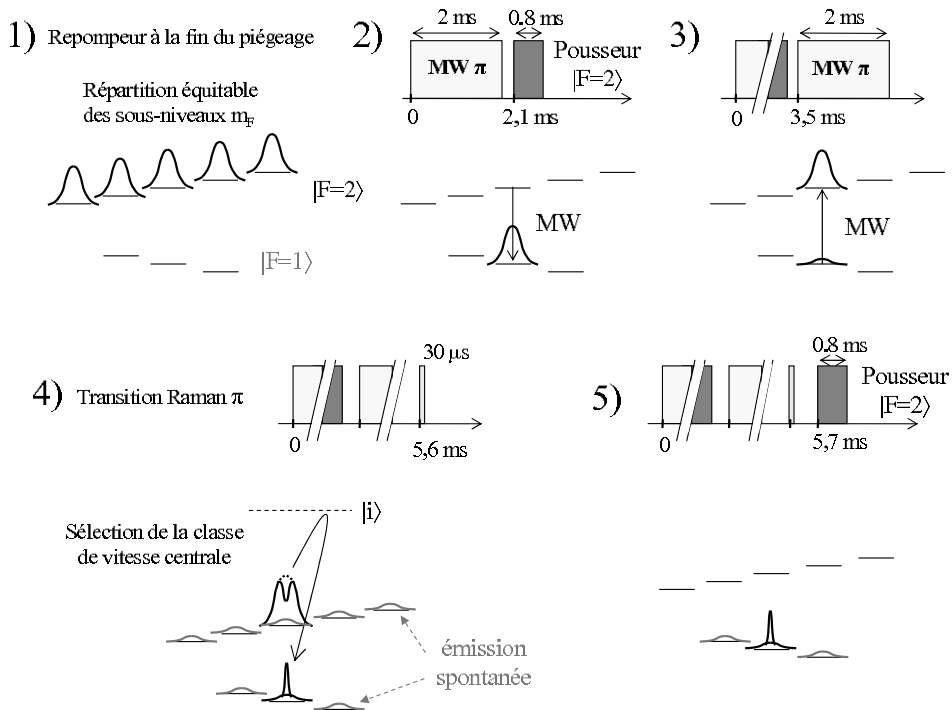 1) Repompeur à la fin du piégeage
Répartition équitable
des sous-niveaux m_F
|F=2⟩
|F=1⟩
2)
2 ms
0.8 ms
MW π
Pousseur
|F=2⟩
0
2,1 ms
MW
3)
2 ms
MW π
0
3,5 ms
MW
4) Transition Raman π
30 μs
0
5,6 ms
Sélection de la classe
de vitesse centrale
|i⟩
émission
spontanée
5)
0.8 ms
Pousseur
|F=2⟩
0
5,7 ms